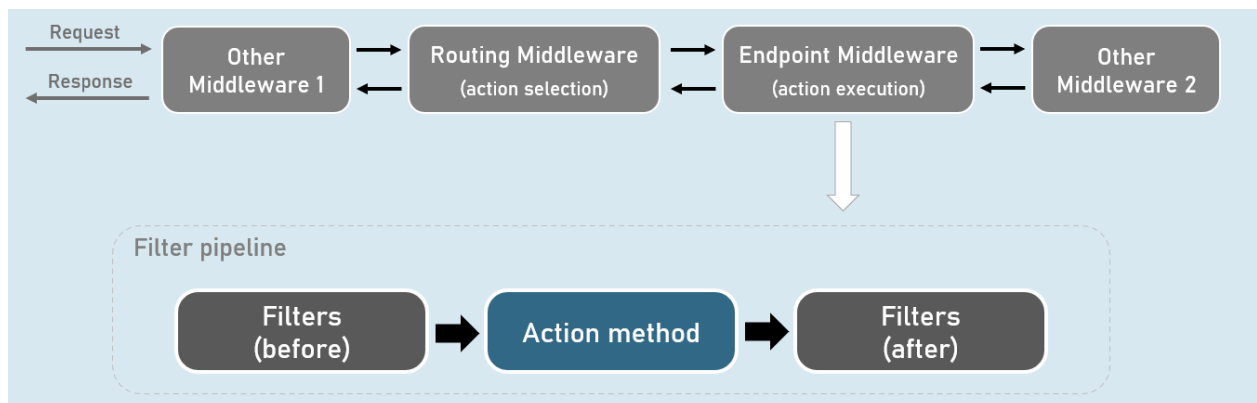 Request
Response
Other
Middleware 1
Routing Middleware
(action selection)
Endpoint Middleware
(action execution)
Other
Middleware 2
Filter pipeline
Filters
(before)
Action method
Filters
(after)